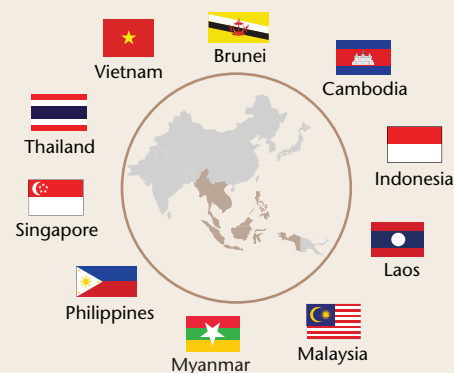 Brunei
Vietnam
Cambodia
Thailand
Indonesia
Singapore
Laos
Philippines
Malaysia
Myanmar